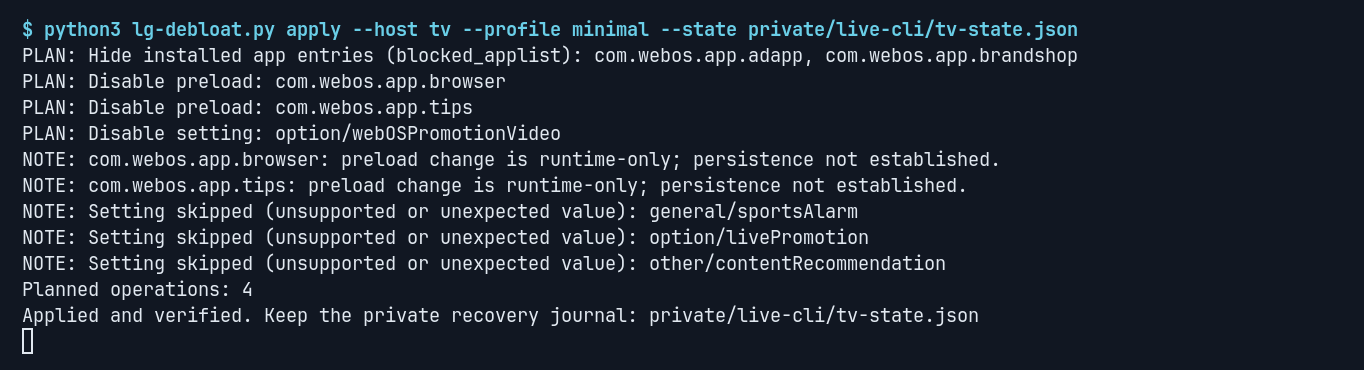 $ python3 lg-debloat.py apply --host tv --profile minimal --state private/live-cli/tv-state.json
PLAN: Hide installed app entries (blocked_applist): com.webos.app.adapp, com.webos.app.brandshop
PLAN: Disable preload: com.webos.app.browser
PLAN: Disable preload: com.webos.app.tips
PLAN: Disable setting: option/webOSPromotionVideo
NOTE: com.webos.app.browser: preload change is runtime-only; persistence not established.
NOTE: com.webos.app.tips: preload change is runtime-only; persistence not established.
NOTE: Setting skipped (unsupported or unexpected value): general/sportsAlarm
NOTE: Setting skipped (unsupported or unexpected value): option/livePromotion
NOTE: Setting skipped (unsupported or unexpected value): other/contentRecommendation
Planned operations: 4
Applied and verified. Keep the private recovery journal: private/live-cli/tv-state.json